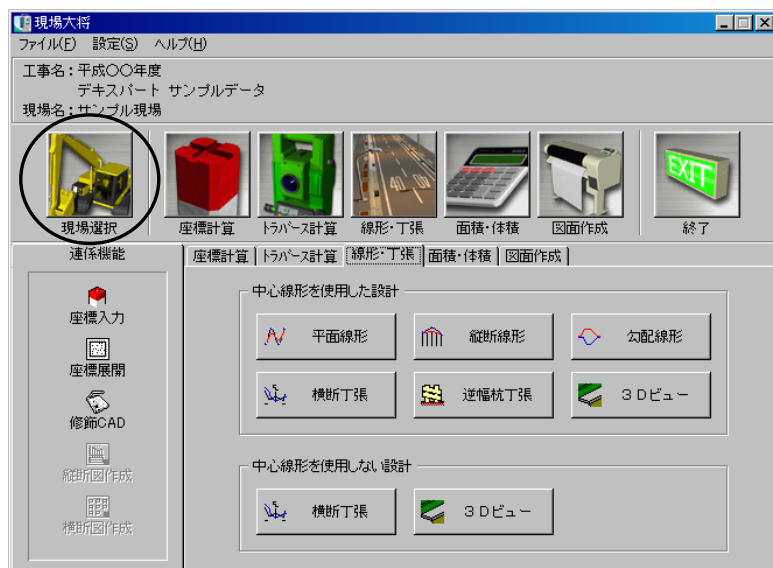 現場大将
ファイル(F) 設定(S) ヘルプ(H)
工事名：平成〇〇年度
デキスパート サンプルデータ
現場名：サンプル現場
現場選択 座標計算 トラバース計算 線形・丁張 面積・体積 図面作成 終了
EXIT
連係機能
座標計算 トラバース計算 線形・丁張 面積・体積 図面作成
座標入力
座標展開
修飾CAD
縦断図作成
横断図作成
中心線形を使用した設計
平面線形 縦断線形 勾配線形
横断丁張 逆幅杭丁張 3Dビュー
中心線形を使用しない設計
横断丁張 3Dビュー